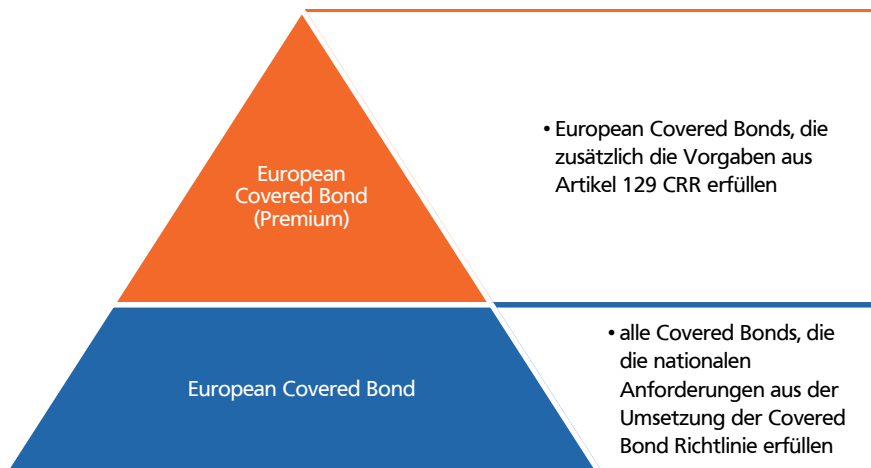 European
Covered Bond
(Premium)
• European Covered Bonds, die
zusätzlich die Vorgaben aus
Artikel 129 CRR erfüllen
European Covered Bond
• alle Covered Bonds, die
die nationalen
Anforderungen aus der
Umsetzung der Covered
Bond Richtlinie erfüllen